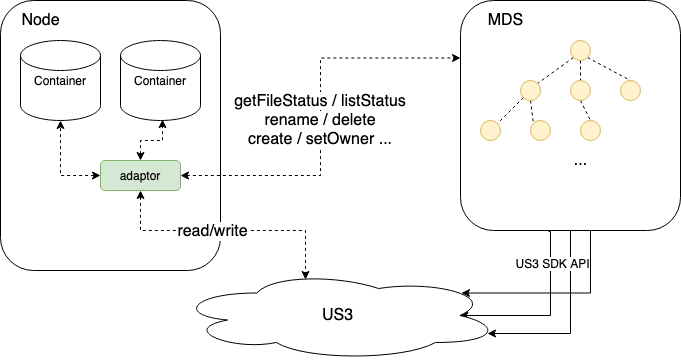 Node
MDS
Container
Container
getFileStatus / listStatus
rename / delete
create / setOwner ...
...
adaptor
read/write
US3 SDK API
US3